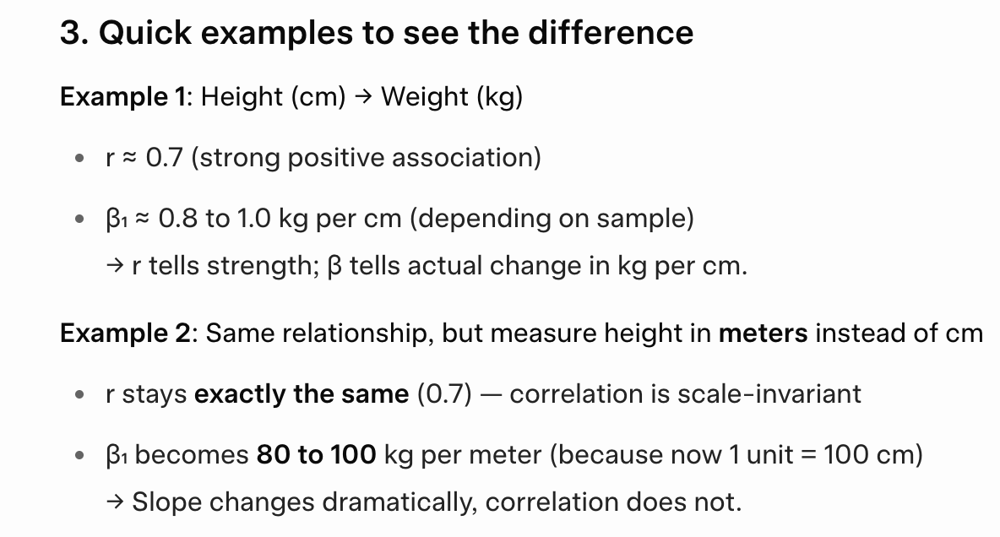 3. Quick examples to see the difference
Example 1: Height (cm) → Weight (kg)
• r ≈ 0.7 (strong positive association)
• β₁ ≈ 0.8 to 1.0 kg per cm (depending on sample)
→ r tells strength; β tells actual change in kg per cm.
Example 2: Same relationship, but measure height in meters instead of cm
• r stays exactly the same (0.7) — correlation is scale-invariant
• β₁ becomes 80 to 100 kg per meter (because now 1 unit = 100 cm)
→ Slope changes dramatically, correlation does not.